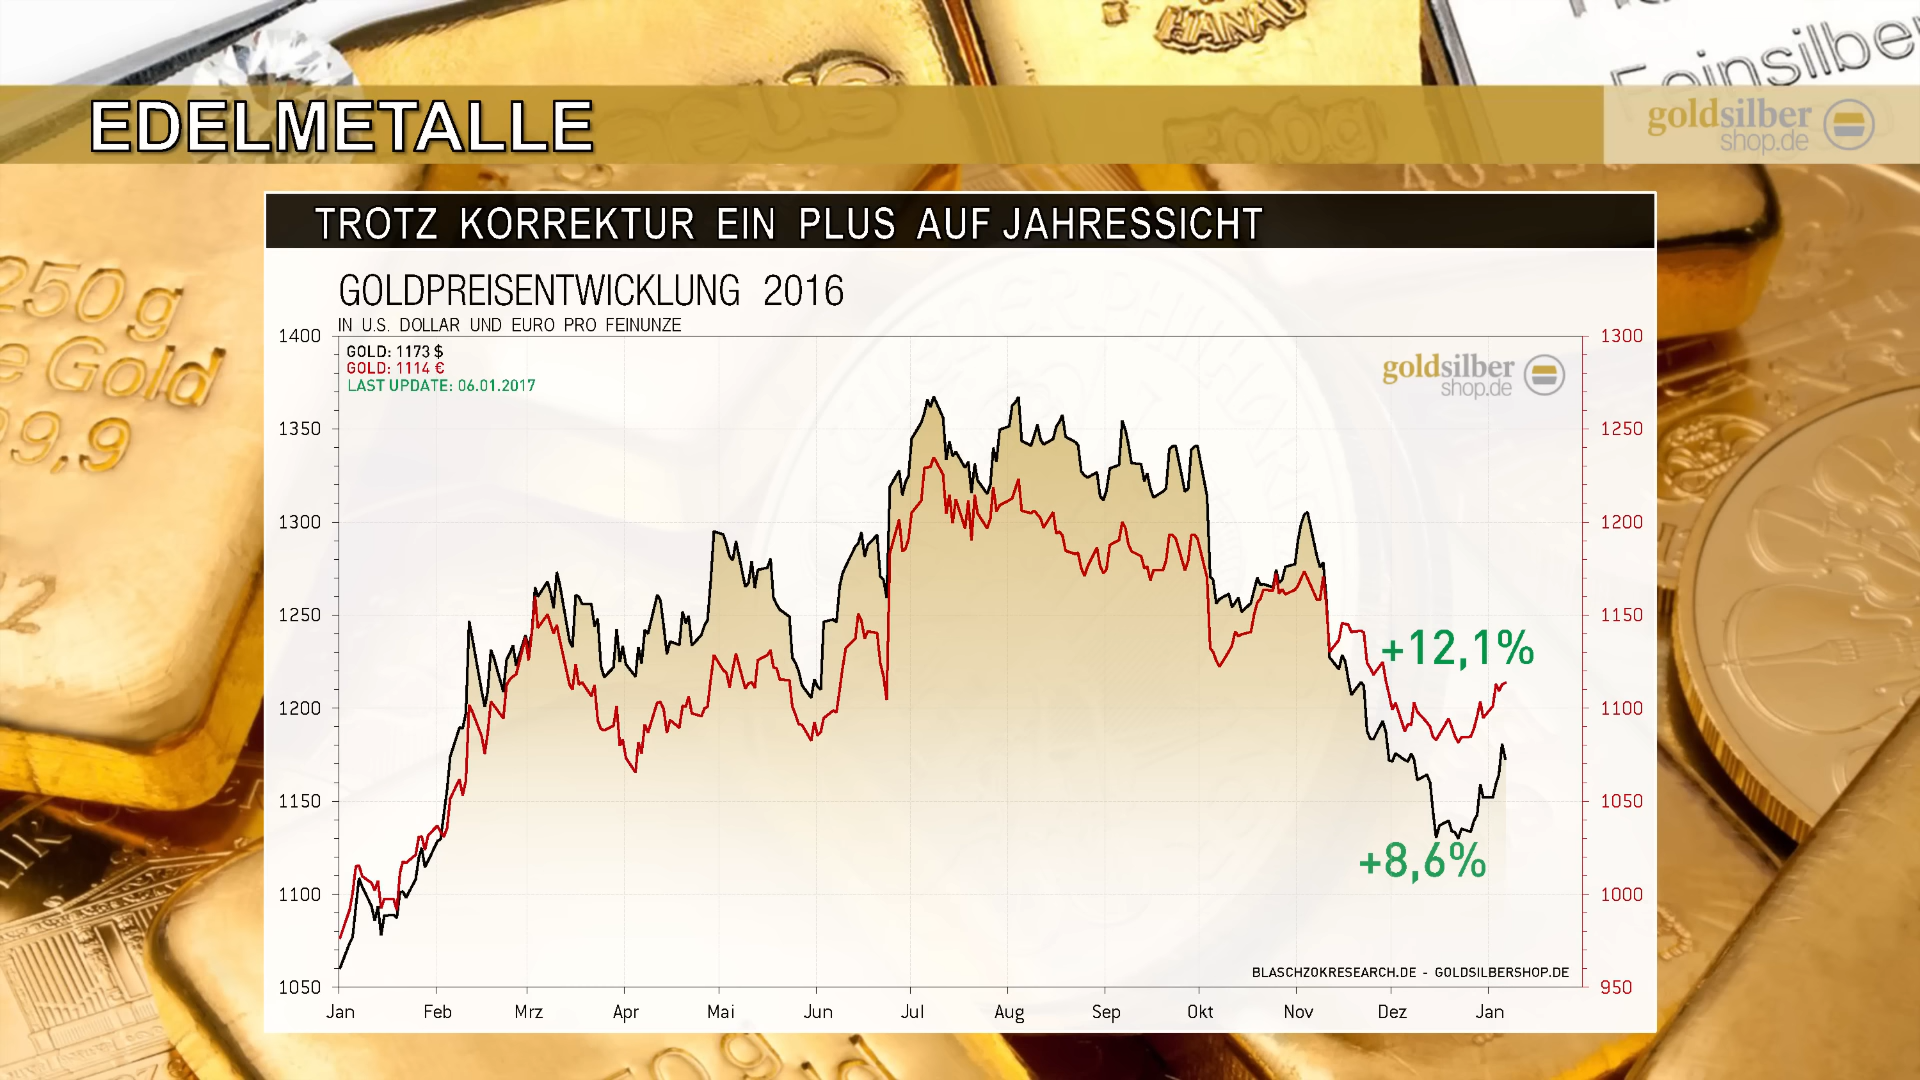 HANAU
Feinsilbe
EDELMETALLE
goldsilber
shop.de
500g
TROTZ KORREKTUR EIN PLUS AUF JAHRESSICHT
250 g
Gold
99,9
GOLDPREISENTWICKLUNG 2016
IN U.S. DOLLAR UND EURO PRO FEINUNZE
GOLD: 1173 $
GOLD: 1114 €
LAST UPDATE: 06.01.2017
goldsilber
shop.de
1400
1350
1300
1250
1200
1150
1100
1050
1300
1250
1200
1150
1100
1050
1000
950
+12,1%
+8,6%
BLASCHZOKRESEARCH.DE - GOLDSILBERSHOP.DE
Jan Feb Mrz Apr Mai Jun Jul Aug Sep Okt Nov Dez Jan